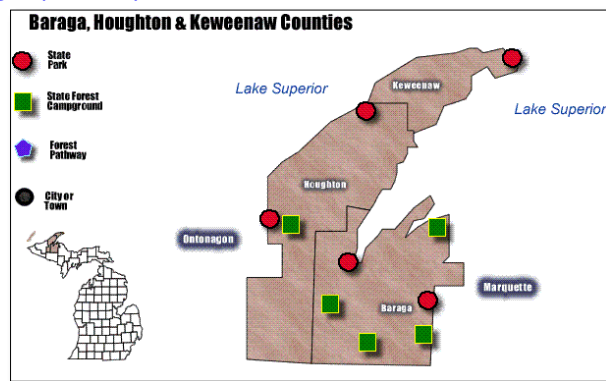 Baraga, Houghton & Keweenaw Counties
State
Park
State Forest
Campground
Forest
Pathway
City or
Town
Lake Superior
Keweenaw
Lake Superior
Houghton
Ontonagon
Marquette
Baraga